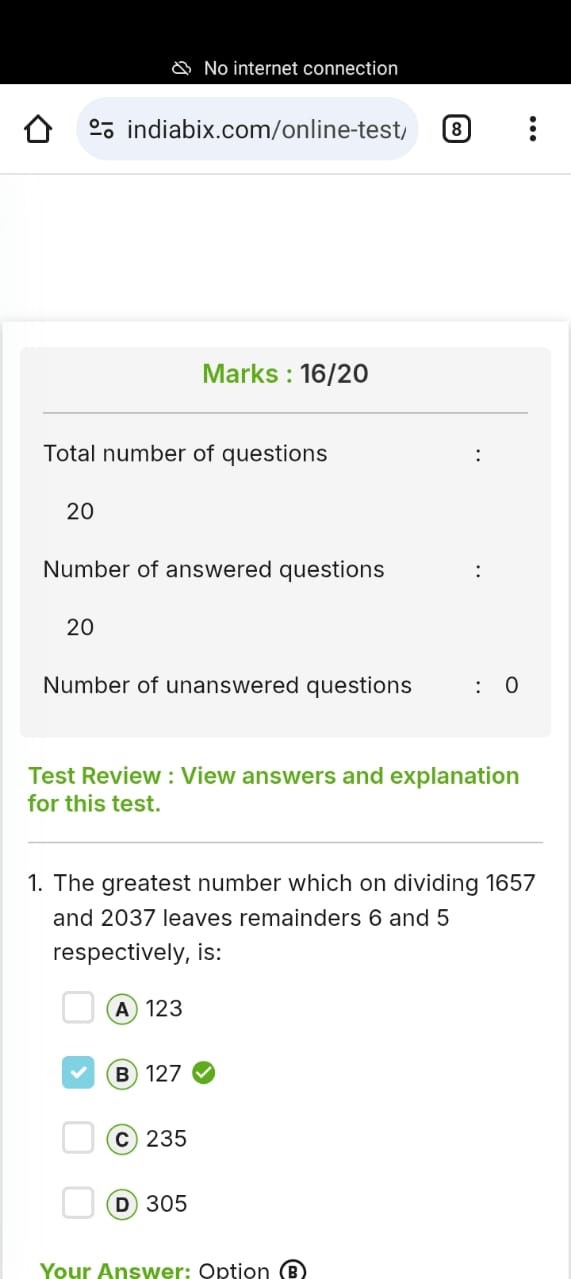 No internet connection
indiabix.com/online-test/
8
Marks : 16/20
Total number of questions :
20
Number of answered questions :
20
Number of unanswered questions : 0
Test Review : View answers and explanation
for this test.
1. The greatest number which on dividing 1657
and 2037 leaves remainders 6 and 5
respectively, is:
A 123
B 127
C 235
D 305
Your Answer: Option B